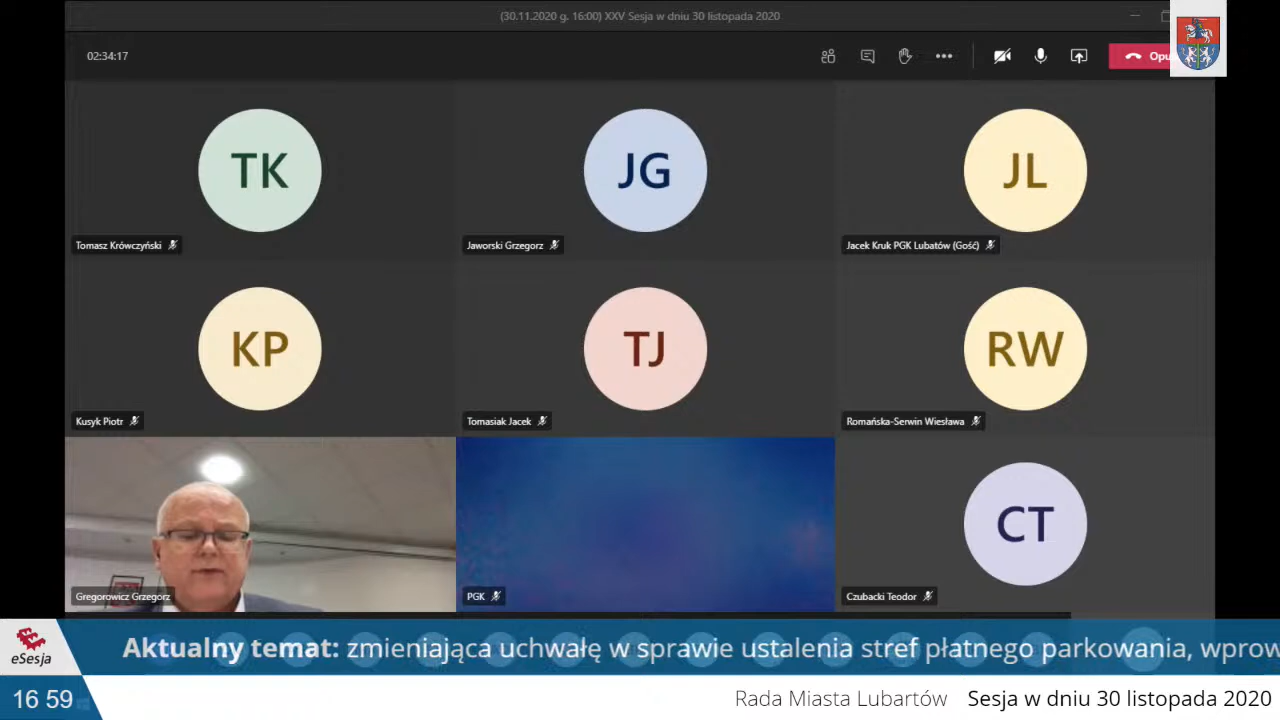 (30.11.2020 g. 16:00) XXV Sesja w dniu 30 listopada 2020
02:34:17
Opu
TK
JG
JL
Tomasz Krówczyński
Jaworski Grzegorz
Jacek Kruk PGK Lubatów (Gość)
KP
TJ
RW
Kusyk Piotr
Tomasiak Jacek
Romańska-Serwin Wiesława
CT
Gregorowicz Grzegorz
PGK
Czubacki Teodor
eSesja
Aktualny temat: zmieniająca uchwałę w sprawie ustalenia stref płatnego parkowania, wprow
16 59
Rada Miasta Lubartów Sesja w dniu 30 listopada 2020